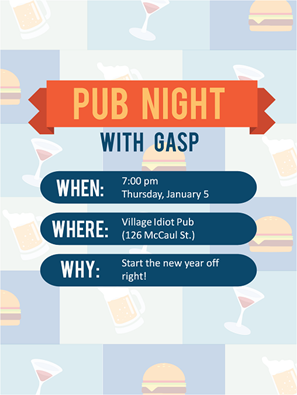 PUB NIGHT
WITH GASP
WHEN:
7:00 pm
Thursday, January 5
WHERE:
Village Idiot Pub
(126 McCaul St.)
WHY:
Start the new year off
right!